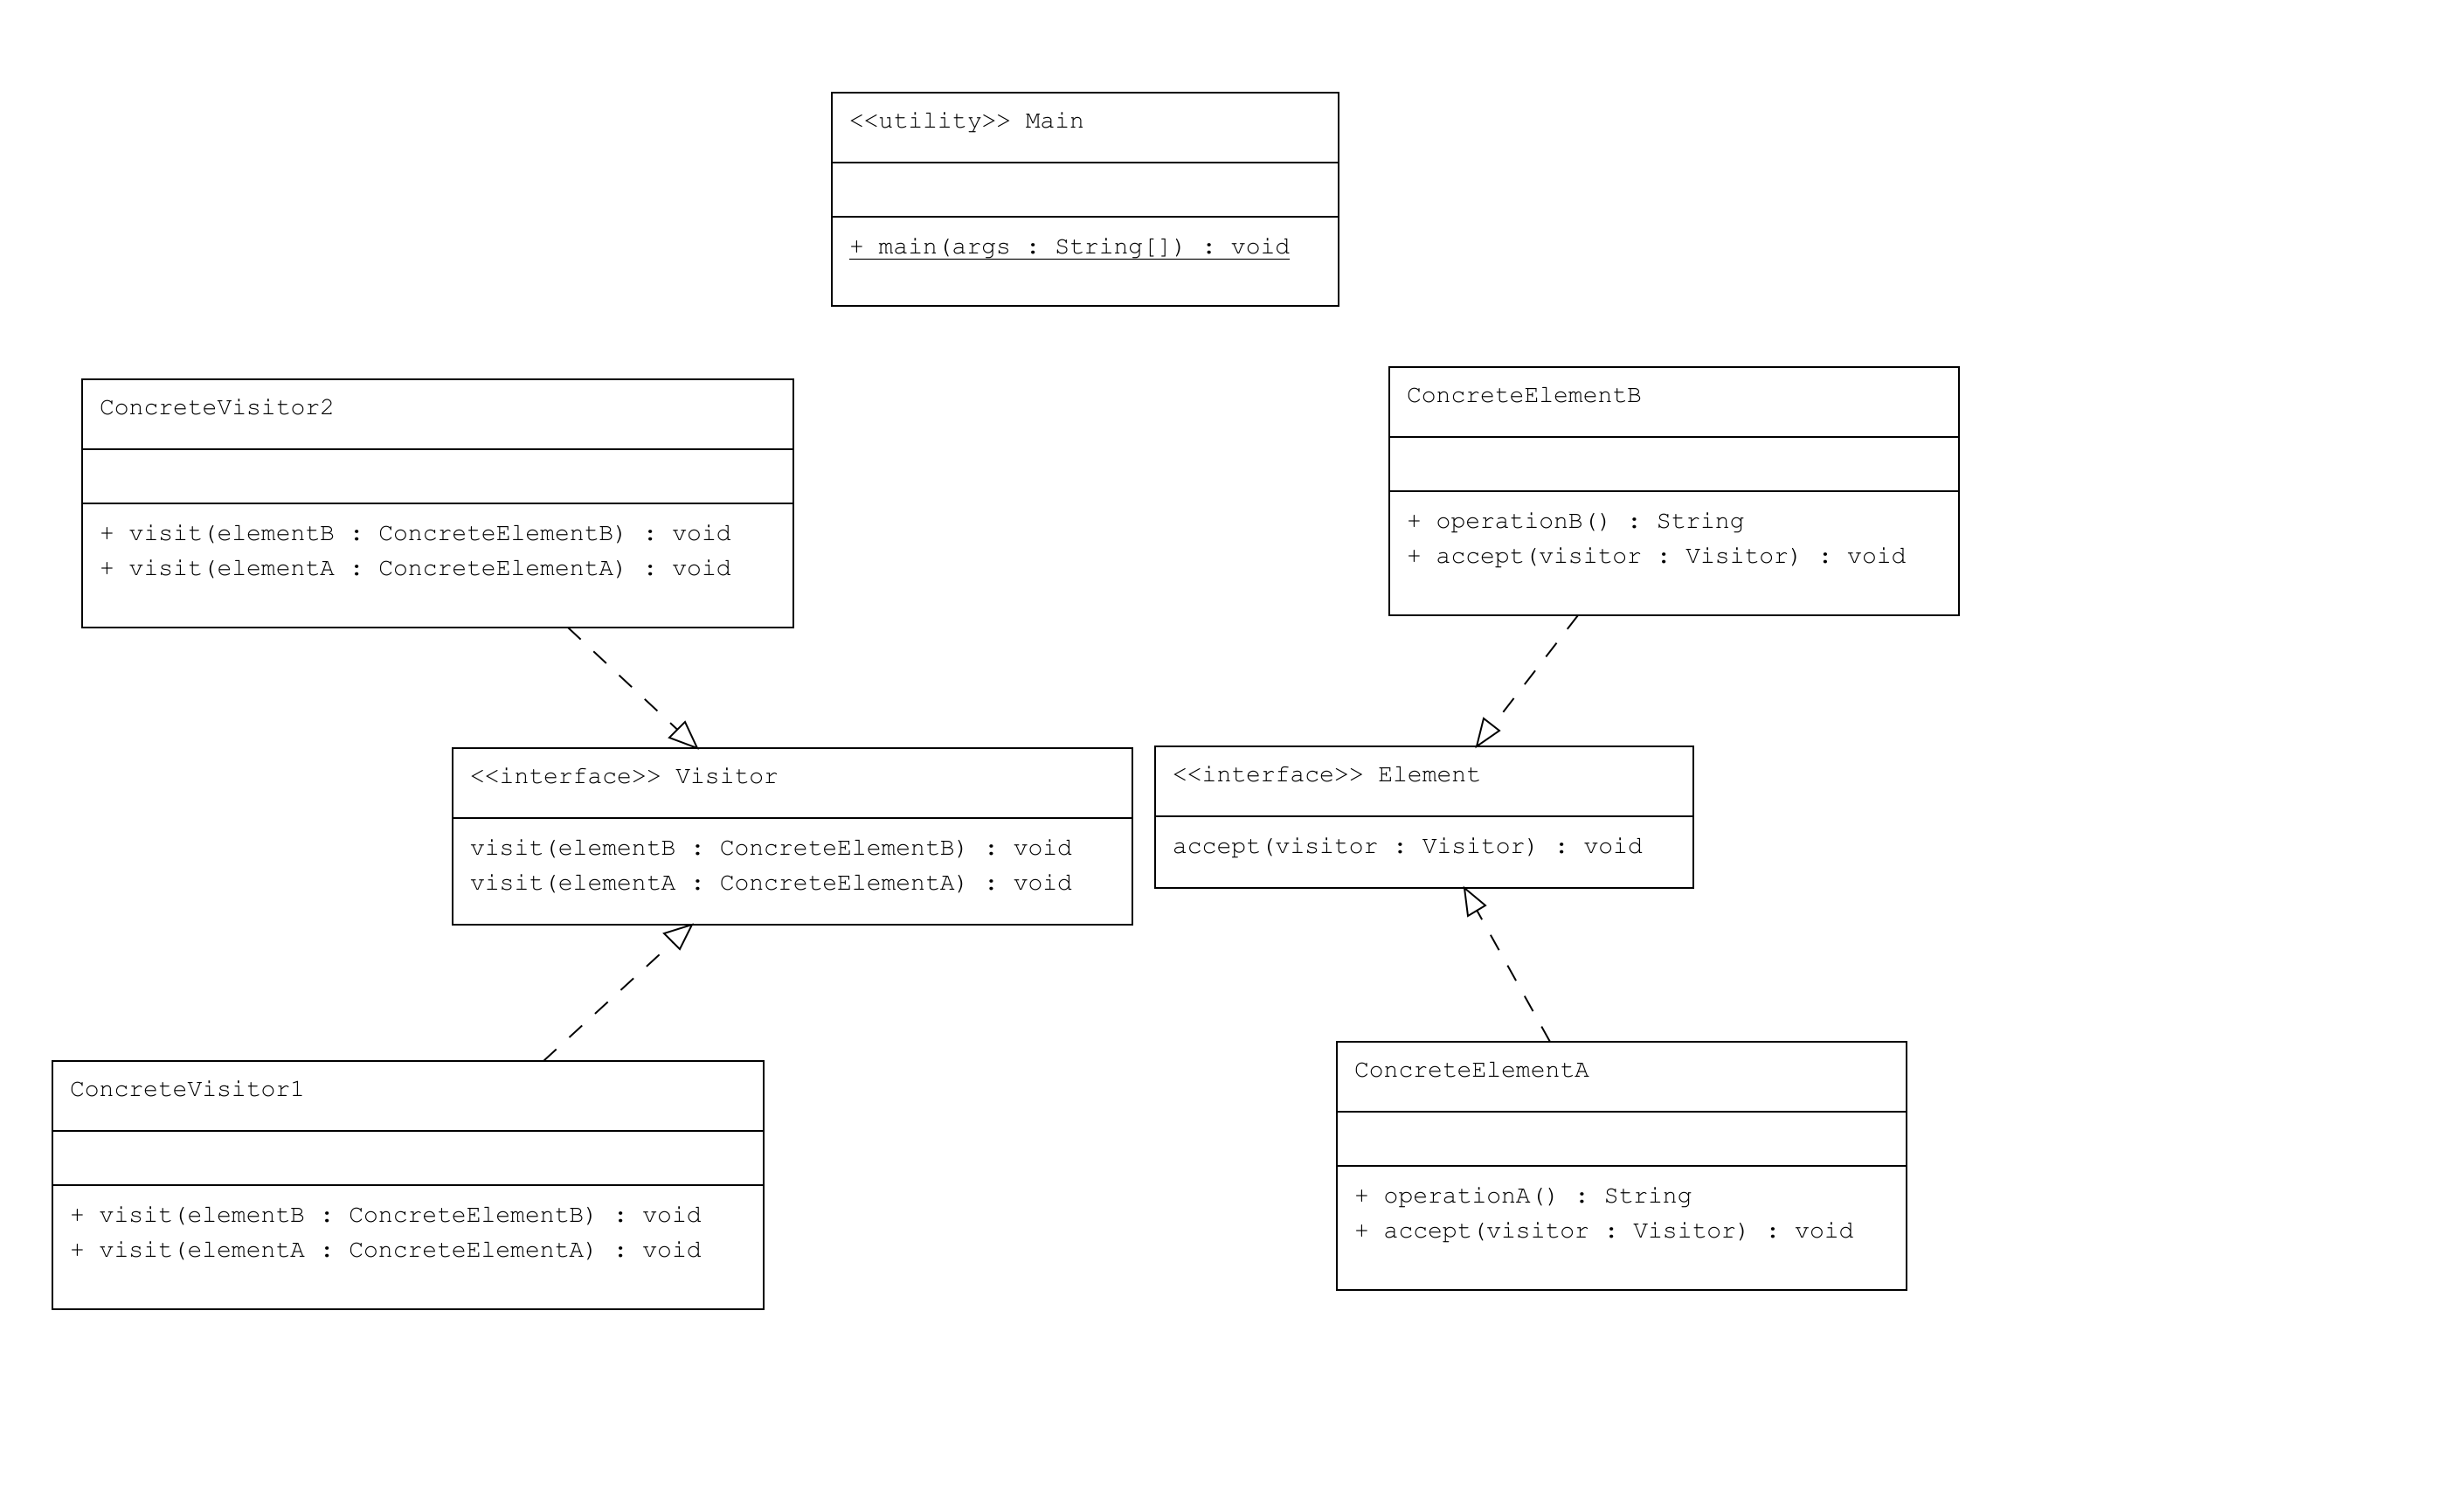 <<utility>> Main
+ main(args : String[]) : void
ConcreteVisitor2
+ visit(elementB : ConcreteElementB) : void
+ visit(elementA : ConcreteElementA) : void
ConcreteElementB
+ operationB() : String
+ accept(visitor : Visitor) : void
<<interface>> Visitor
visit(elementB : ConcreteElementB) : void
visit(elementA : ConcreteElementA) : void
<<interface>> Element
accept(visitor : Visitor) : void
ConcreteVisitor1
+ visit(elementB : ConcreteElementB) : void
+ visit(elementA : ConcreteElementA) : void
ConcreteElementA
+ operationA() : String
+ accept(visitor : Visitor) : void